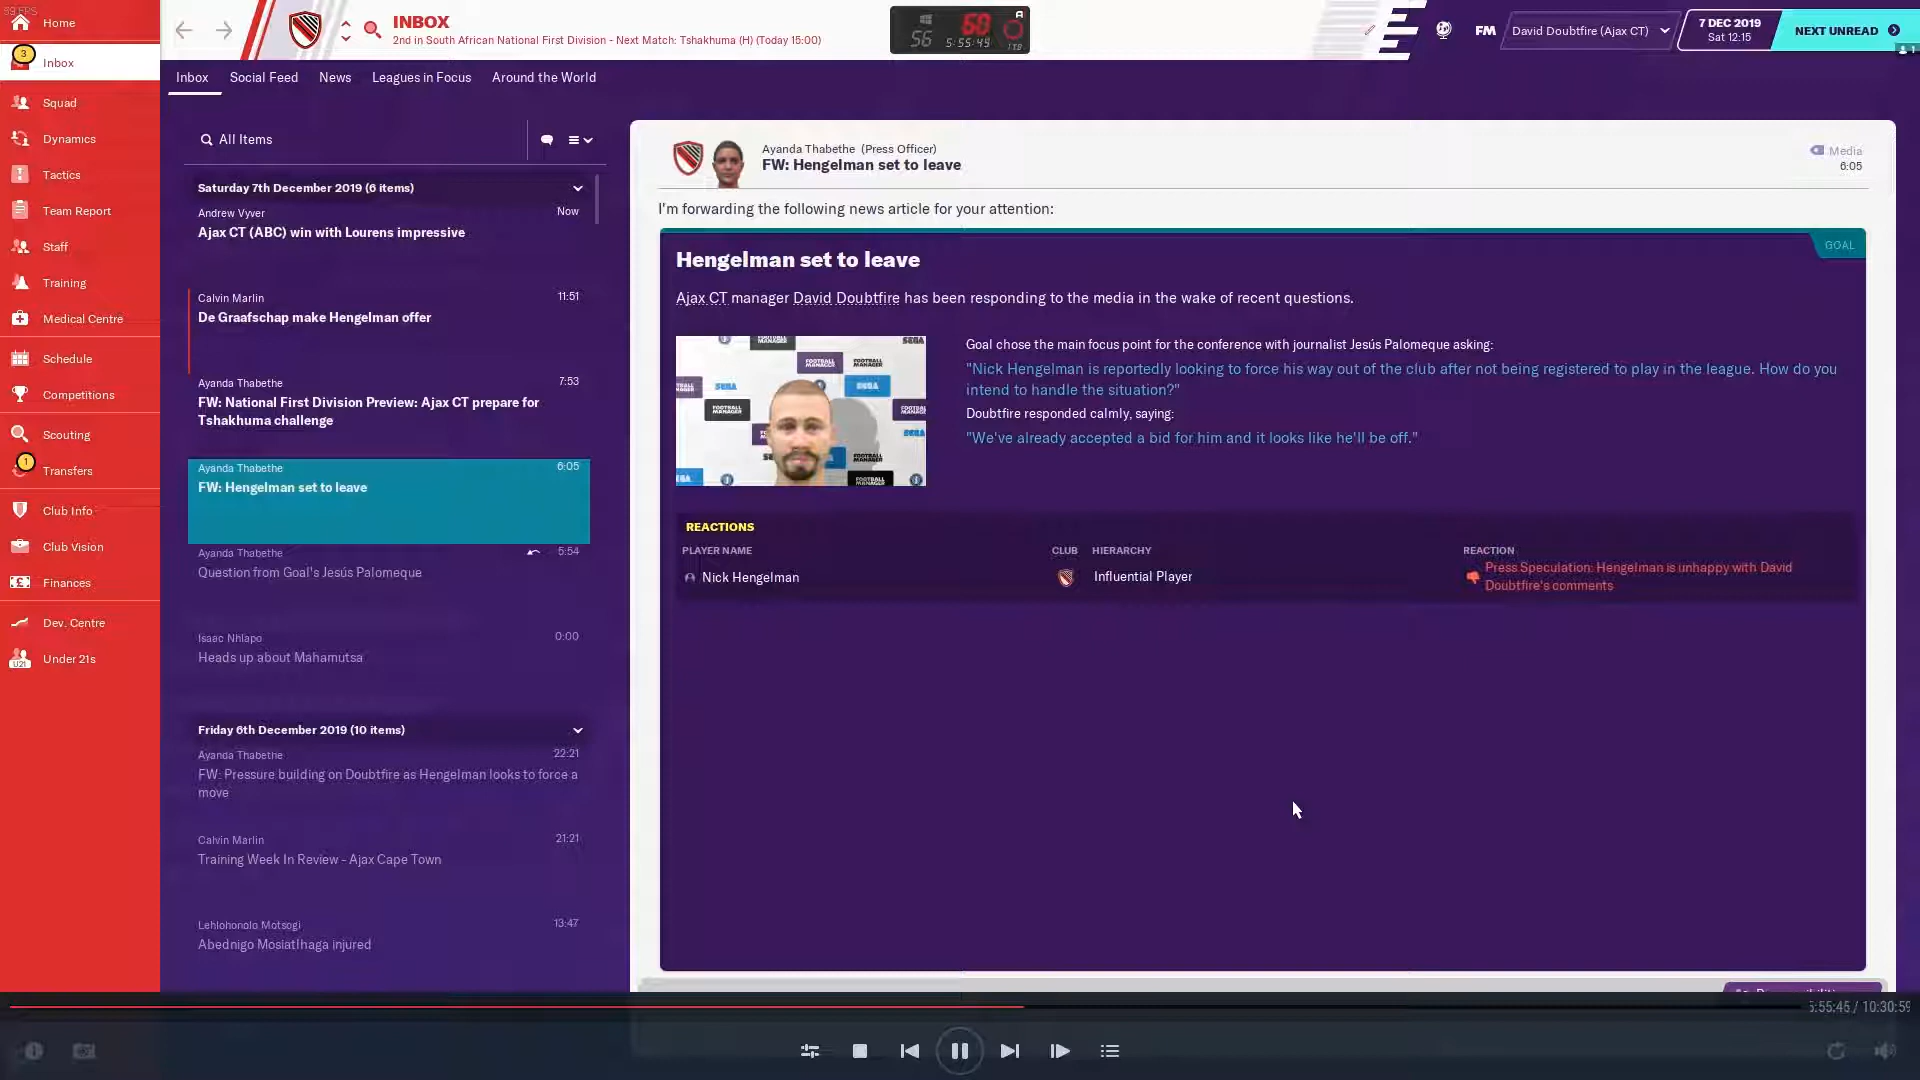 59 FPS
Home
3
Inbox
Squad
Dynamics
Tactics
Team Report
Staff
Training
Medical Centre
Schedule
Competitions
Scouting
1
Transfers
Club Info
Club Vision
Finances
Dev. Centre
U21
Under 21s
INBOX
2nd in South African National First Division - Next Match: Tshakhuma (H) (Today 15:00)
56
60
5:55:49
A
1TB
FM
David Doubtfire (Ajax CT)
7 DEC 2019
Sat 12:15
NEXT UNREAD
1
Inbox
Social Feed
News
Leagues in Focus
Around the World
All Items
Saturday 7th December 2019 (6 items)
Andrew Vyver
Now
Ajax CT (ABC) win with Lourens impressive
Calvin Marlin
11:51
De Graafschap make Hengelman offer
Ayanda Thabethe
7:53
FW: National First Division Preview: Ajax CT prepare for
Tshakhuma challenge
Ayanda Thabethe
6:05
FW: Hengelman set to leave
Ayanda Thabethe
5:54
Question from Goal's Jesús Palomeque
Isaac Nhlapo
0:00
Heads up about Mahamutsa
Friday 6th December 2019 (10 items)
Ayanda Thabethe
22:21
FW: Pressure building on Doubtfire as Hengelman looks to force a
move
Calvin Marlin
21:21
Training Week In Review - Ajax Cape Town
Lehlohonolo Motsogi
13:47
Abednigo Mosiatlhaga injured
Ayanda Thabethe (Press Officer)
FW: Hengelman set to leave
Media
6:05
I'm forwarding the following news article for your attention:
GOAL
Hengelman set to leave
Ajax CT manager David Doubtfire has been responding to the media in the wake of recent questions.
SEGA
FOOTBALL MANAGER
Goal chose the main focus point for the conference with journalist Jesús Palomeque asking:
"Nick Hengelman is reportedly looking to force his way out of the club after not being registered to play in the league. How do you
intend to handle the situation?"
Doubtfire responded calmly, saying:
"We've already accepted a bid for him and it looks like he'll be off."
REACTIONS
PLAYER NAME
CLUB
HIERARCHY
REACTION
Nick Hengelman
Influential Player
Press Speculation: Hengelman is unhappy with David
Doubtfire's comments
5:55:46 / 10:30:59